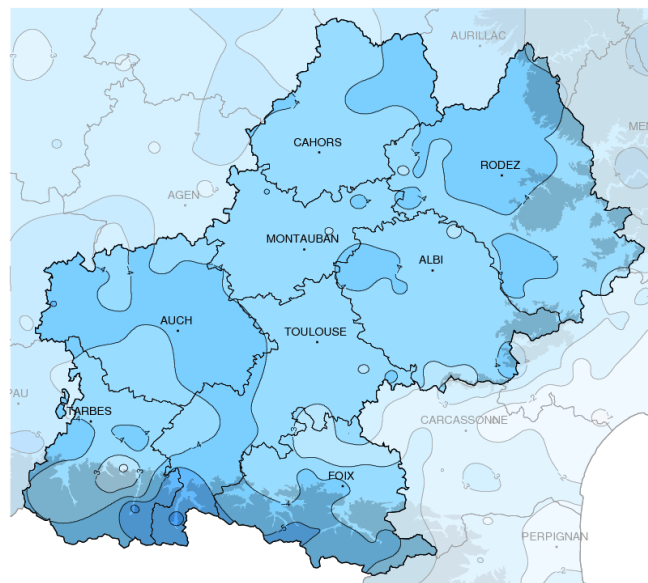 AURILLAC
CAHORS
RODEZ
AGEN
MONTAUBAN
ALBI
AUCH
TOULOUSE
PAU
TARBES
CARCASSONNE
FOIX
PERPIGNAN